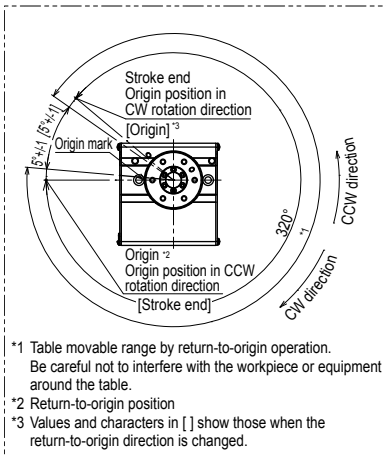 5°+/-1 [5°+/-1]
Stroke end
Origin position in
CW rotation direction
[Origin] *3
Origin mark
CCW direction
320°
*1
CW direction
Origin *2
Origin position in CCW
rotation direction
[Stroke end]
*1 Table movable range by return-to-origin operation.
Be careful not to interfere with the workpiece or equipment
around the table.
*2 Return-to-origin position
*3 Values and characters in [ ] show those when the
return-to-origin direction is changed.